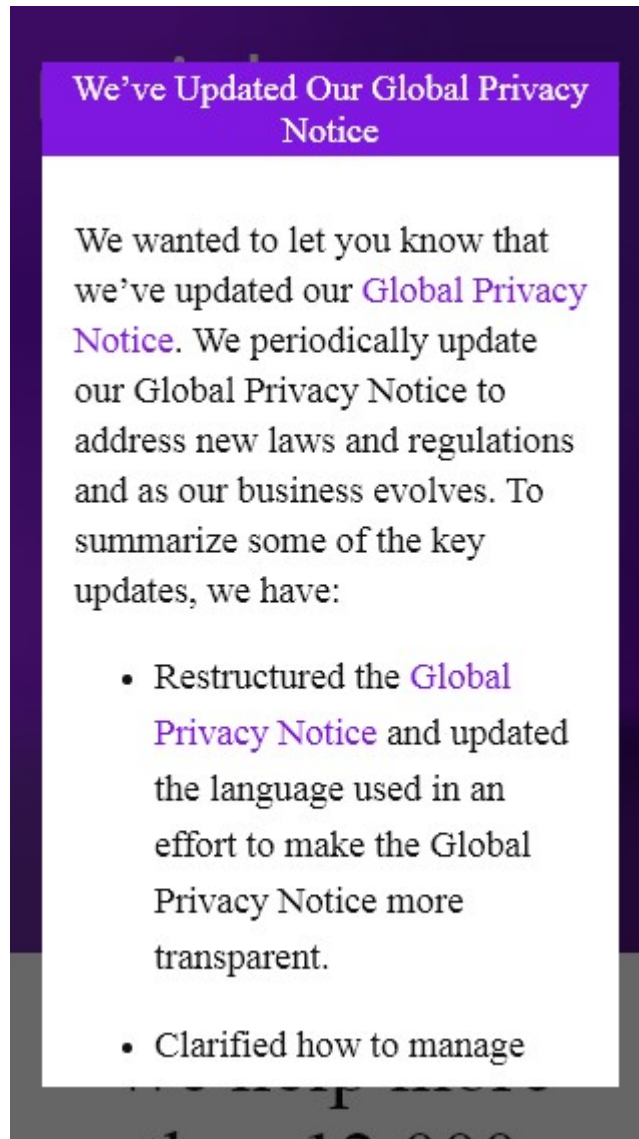 We’ve Updated Our Global Privacy
Notice
We wanted to let you know that
we’ve updated our Global Privacy
Notice. We periodically update
our Global Privacy Notice to
address new laws and regulations
and as our business evolves. To
summarize some of the key
updates, we have:
• Restructured the Global
Privacy Notice and updated
the language used in an
effort to make the Global
Privacy Notice more
transparent.
• Clarified how to manage